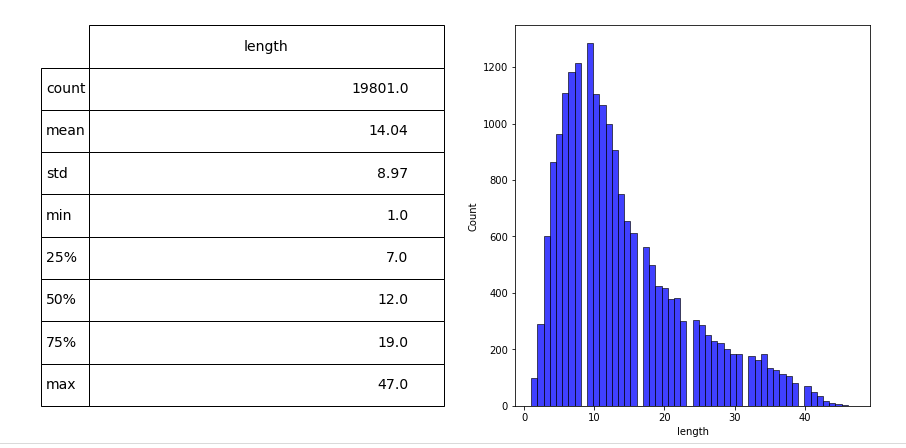 length
count 19801.0
mean 14.04
std 8.97
min 1.0
25% 7.0
50% 12.0
75% 19.0
max 47.0
Count
1200
1000
800
600
400
200
0
0 10 20 30 40
length